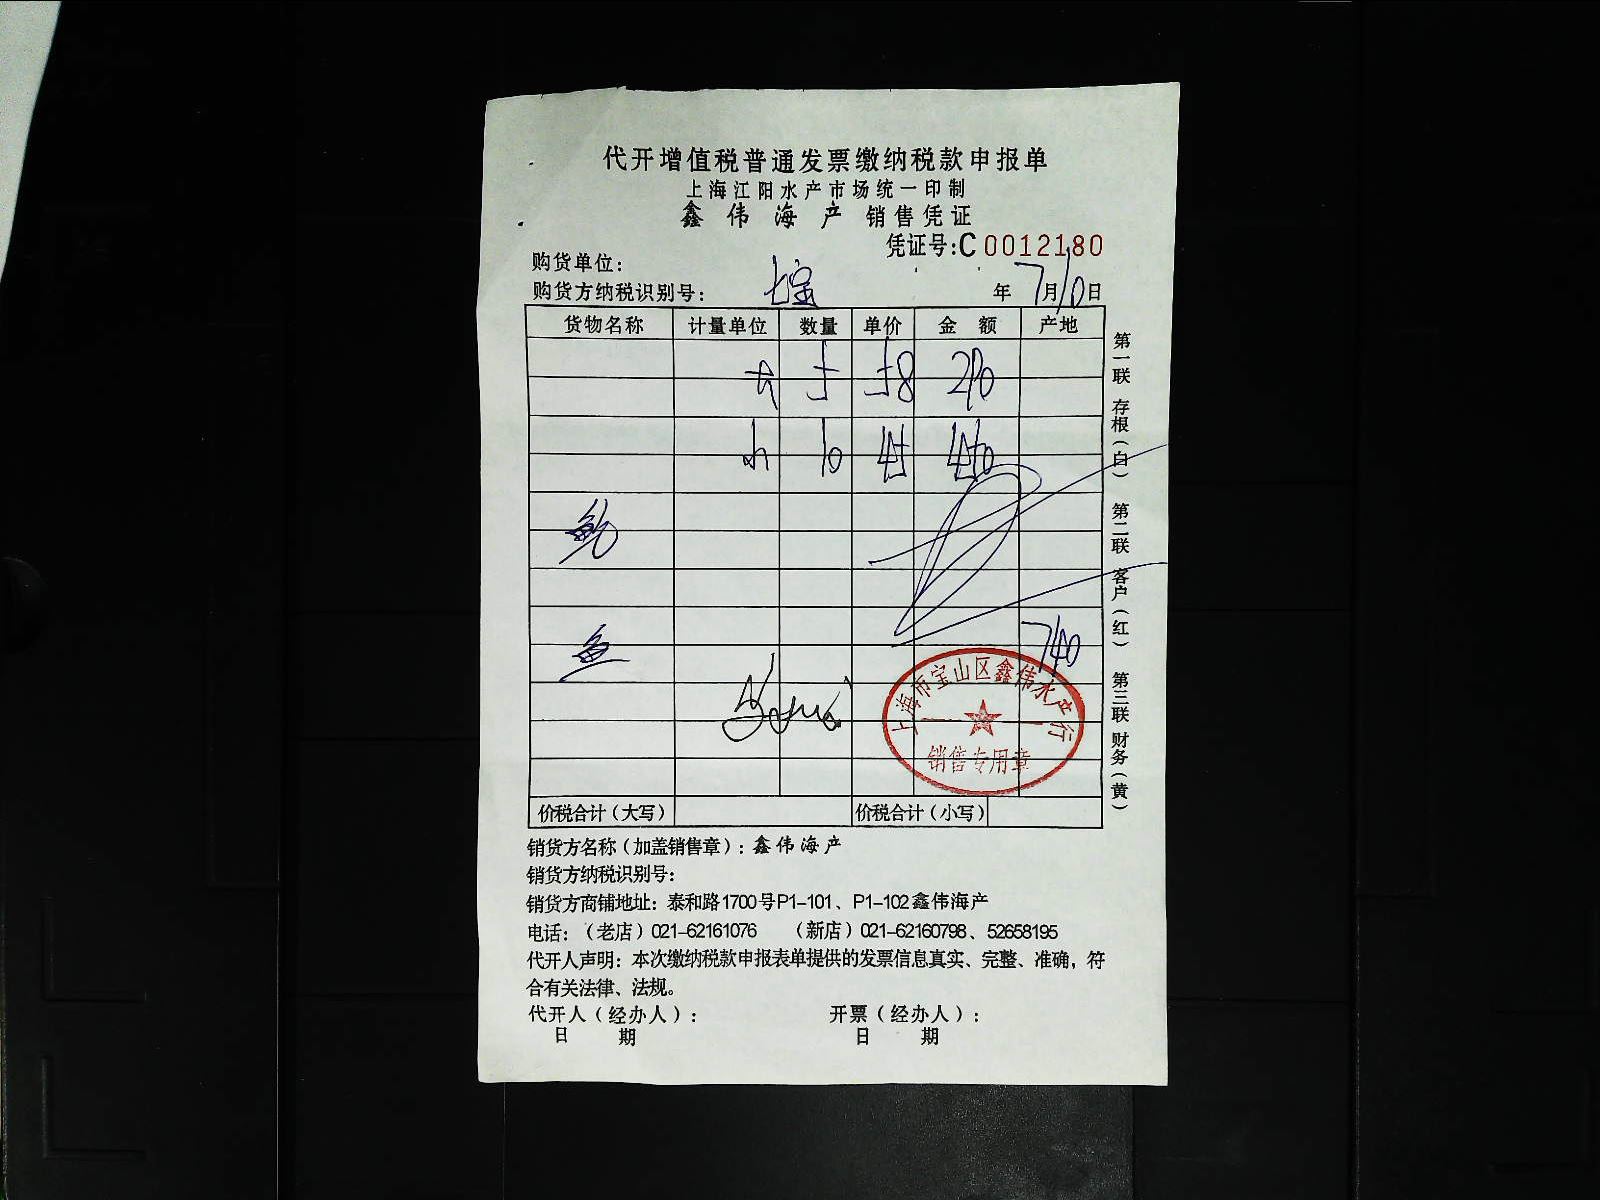 代开增值税普通发票缴纳税款申报单
上海江阳水产市场统一印制
鑫伟海产 销售凭证
凭证号:C 0012180
购货单位:
购货方纳税识别号: 七宝 年 7月10日
货物名称 计量单位 数量 单价 金额 产地
大 5 58 290
小 10 45 450
鲍
鱼
740
上海市宝山区鑫伟水产行
销售专用章
价税合计(大写) 价税合计(小写)
第一联 存根(白) 第二联 客户(红) 第三联 财务(黄)
销货方名称(加盖销售章):鑫伟海产
销货方纳税识别号:
销货方商铺地址:泰和路1700号P1-101、P1-102鑫伟海产
电话:(老店)021-62161076 (新店)021-62160798、52658195
代开人声明:本次缴纳税款申报表单提供的发票信息真实、完整、准确,符
合有关法律、法规。
代开人(经办人): 开票(经办人):
日 期 日 期